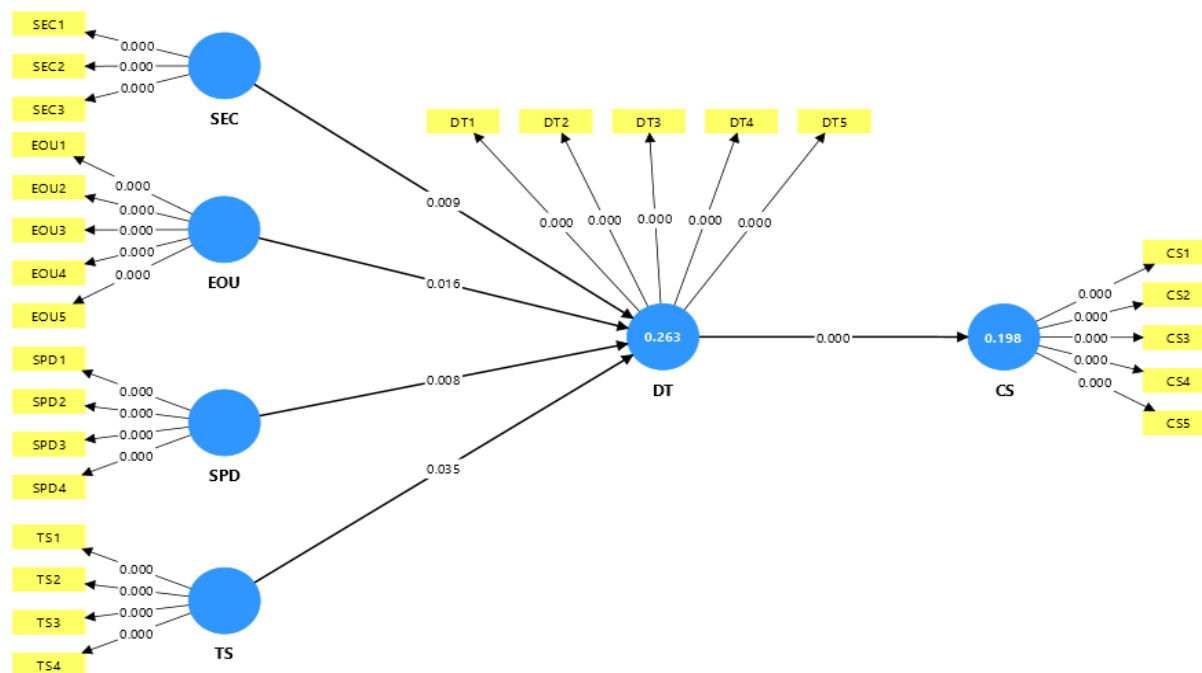 SEC1
SEC2
SEC3
0.000
0.000
0.000
SEC
EOU1
EOU2
EOU3
EOU4
EOU5
0.000
0.000
0.000
0.000
0.000
EOU
SPD1
SPD2
SPD3
SPD4
0.000
0.000
0.000
0.000
SPD
TS1
TS2
TS3
TS4
0.000
0.000
0.000
0.000
TS
0.009
0.016
0.008
0.035
DT1 DT2 DT3 DT4 DT5
0.000 0.000 0.000 0.000 0.000
0.263
DT
0.000
0.198
CS
0.000
0.000
0.000
0.000
0.000
CS1
CS2
CS3
CS4
CS5